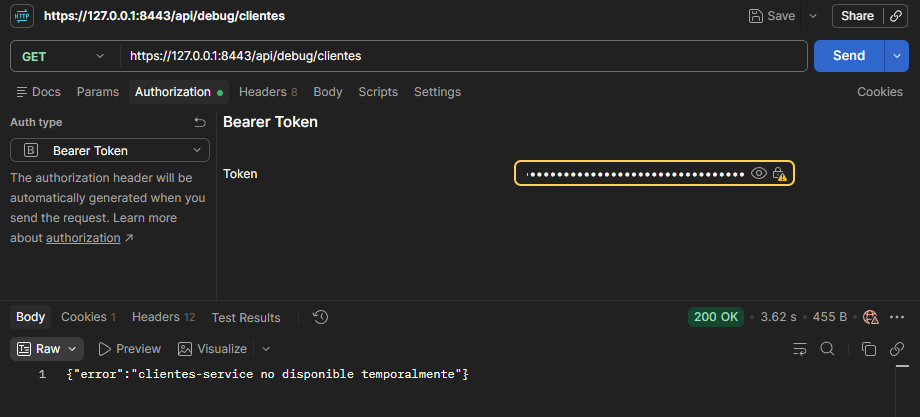 HTTP https://127.0.0.1:8443/api/debug/clientes Save Share
GET https://127.0.0.1:8443/api/debug/clientes Send
Docs Params Authorization Headers 8 Body Scripts Settings Cookies
Auth type
B Bearer Token
The authorization header will be
automatically generated when you
send the request. Learn more
about authorization ↗
Bearer Token
Token ••••••••••••••••••••••••••••••••
Body Cookies 1 Headers 12 Test Results 200 OK • 3.62 s • 455 B
Raw Preview Visualize
1 {"error":"clientes-service no disponible temporalmente"}